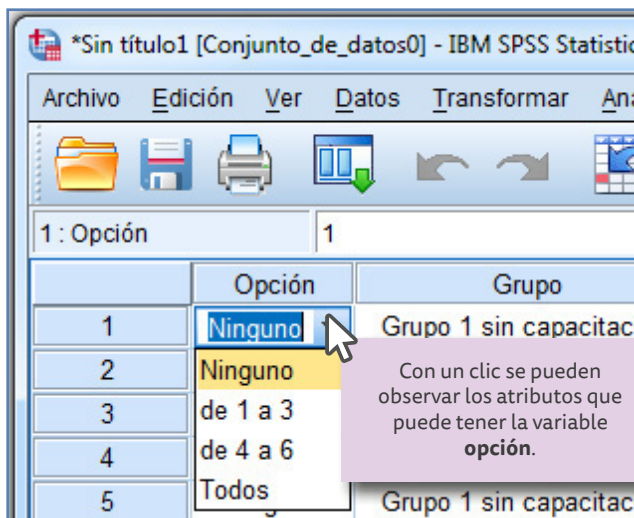 *Sin título1 [Conjunto_de_datos0] - IBM SPSS Statistic
Archivo Edición Ver Datos Transformar Ana
1 : Opción 1
Opción Grupo
1 Ninguno Grupo 1 sin capacitac
2 Ninguno
3 de 1 a 3
4 de 4 a 6
5 Todos Grupo 1 sin capacitac
Con un clic se pueden
observar los atributos que
puede tener la variable
opción.